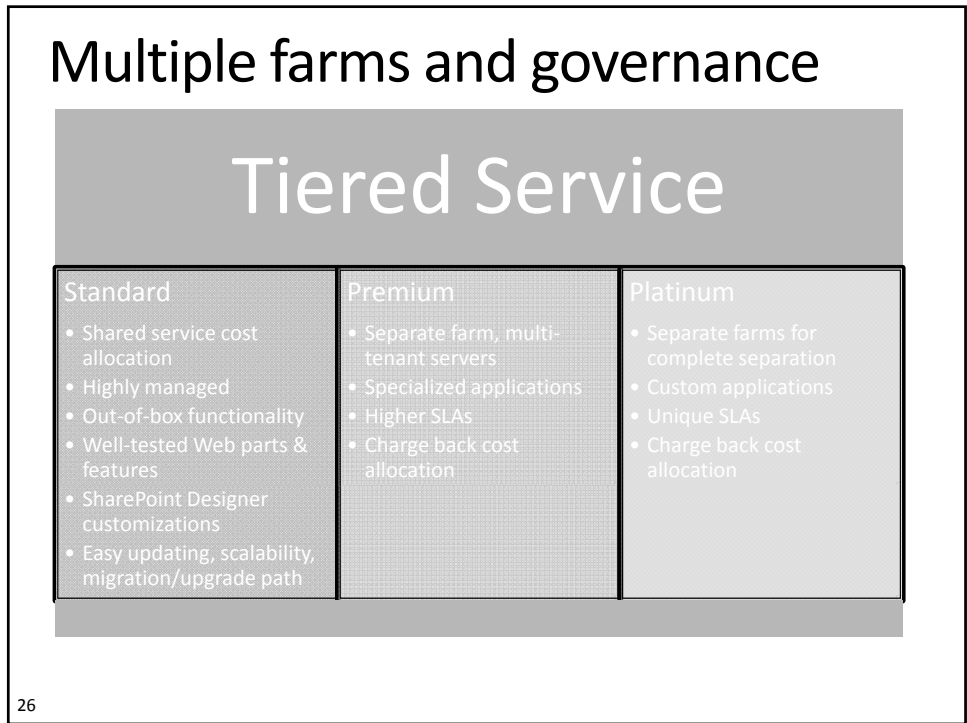 Multiple farms and governance
Tiered Service
Standard
• Shared service cost
allocation
• Highly managed
• Out-of-box functionality
• Well-tested Web parts &
features
• SharePoint Designer
customizations
• Easy updating, scalability,
migration/upgrade path
Premium
• Separate farm, multi-
tenant servers
• Specialized applications
• Higher SLAs
• Charge back cost
allocation
Platinum
• Separate farms for
complete separation
• Custom applications
• Unique SLAs
• Charge back cost
allocation
26